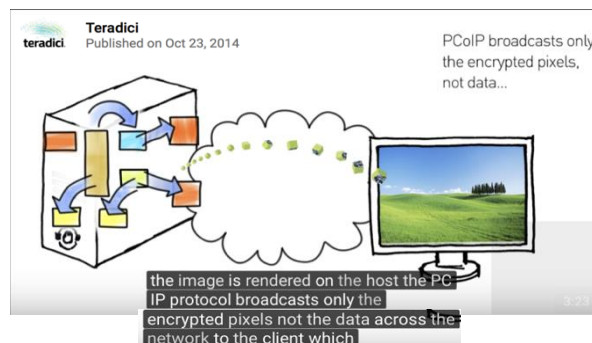 teradici
Teradici
Published on Oct 23, 2014
PCoIP broadcasts only
the encrypted pixels,
not data...
the image is rendered on the host the PC
IP protocol broadcasts only the
encrypted pixels not the data across the
network to the client which
3:23